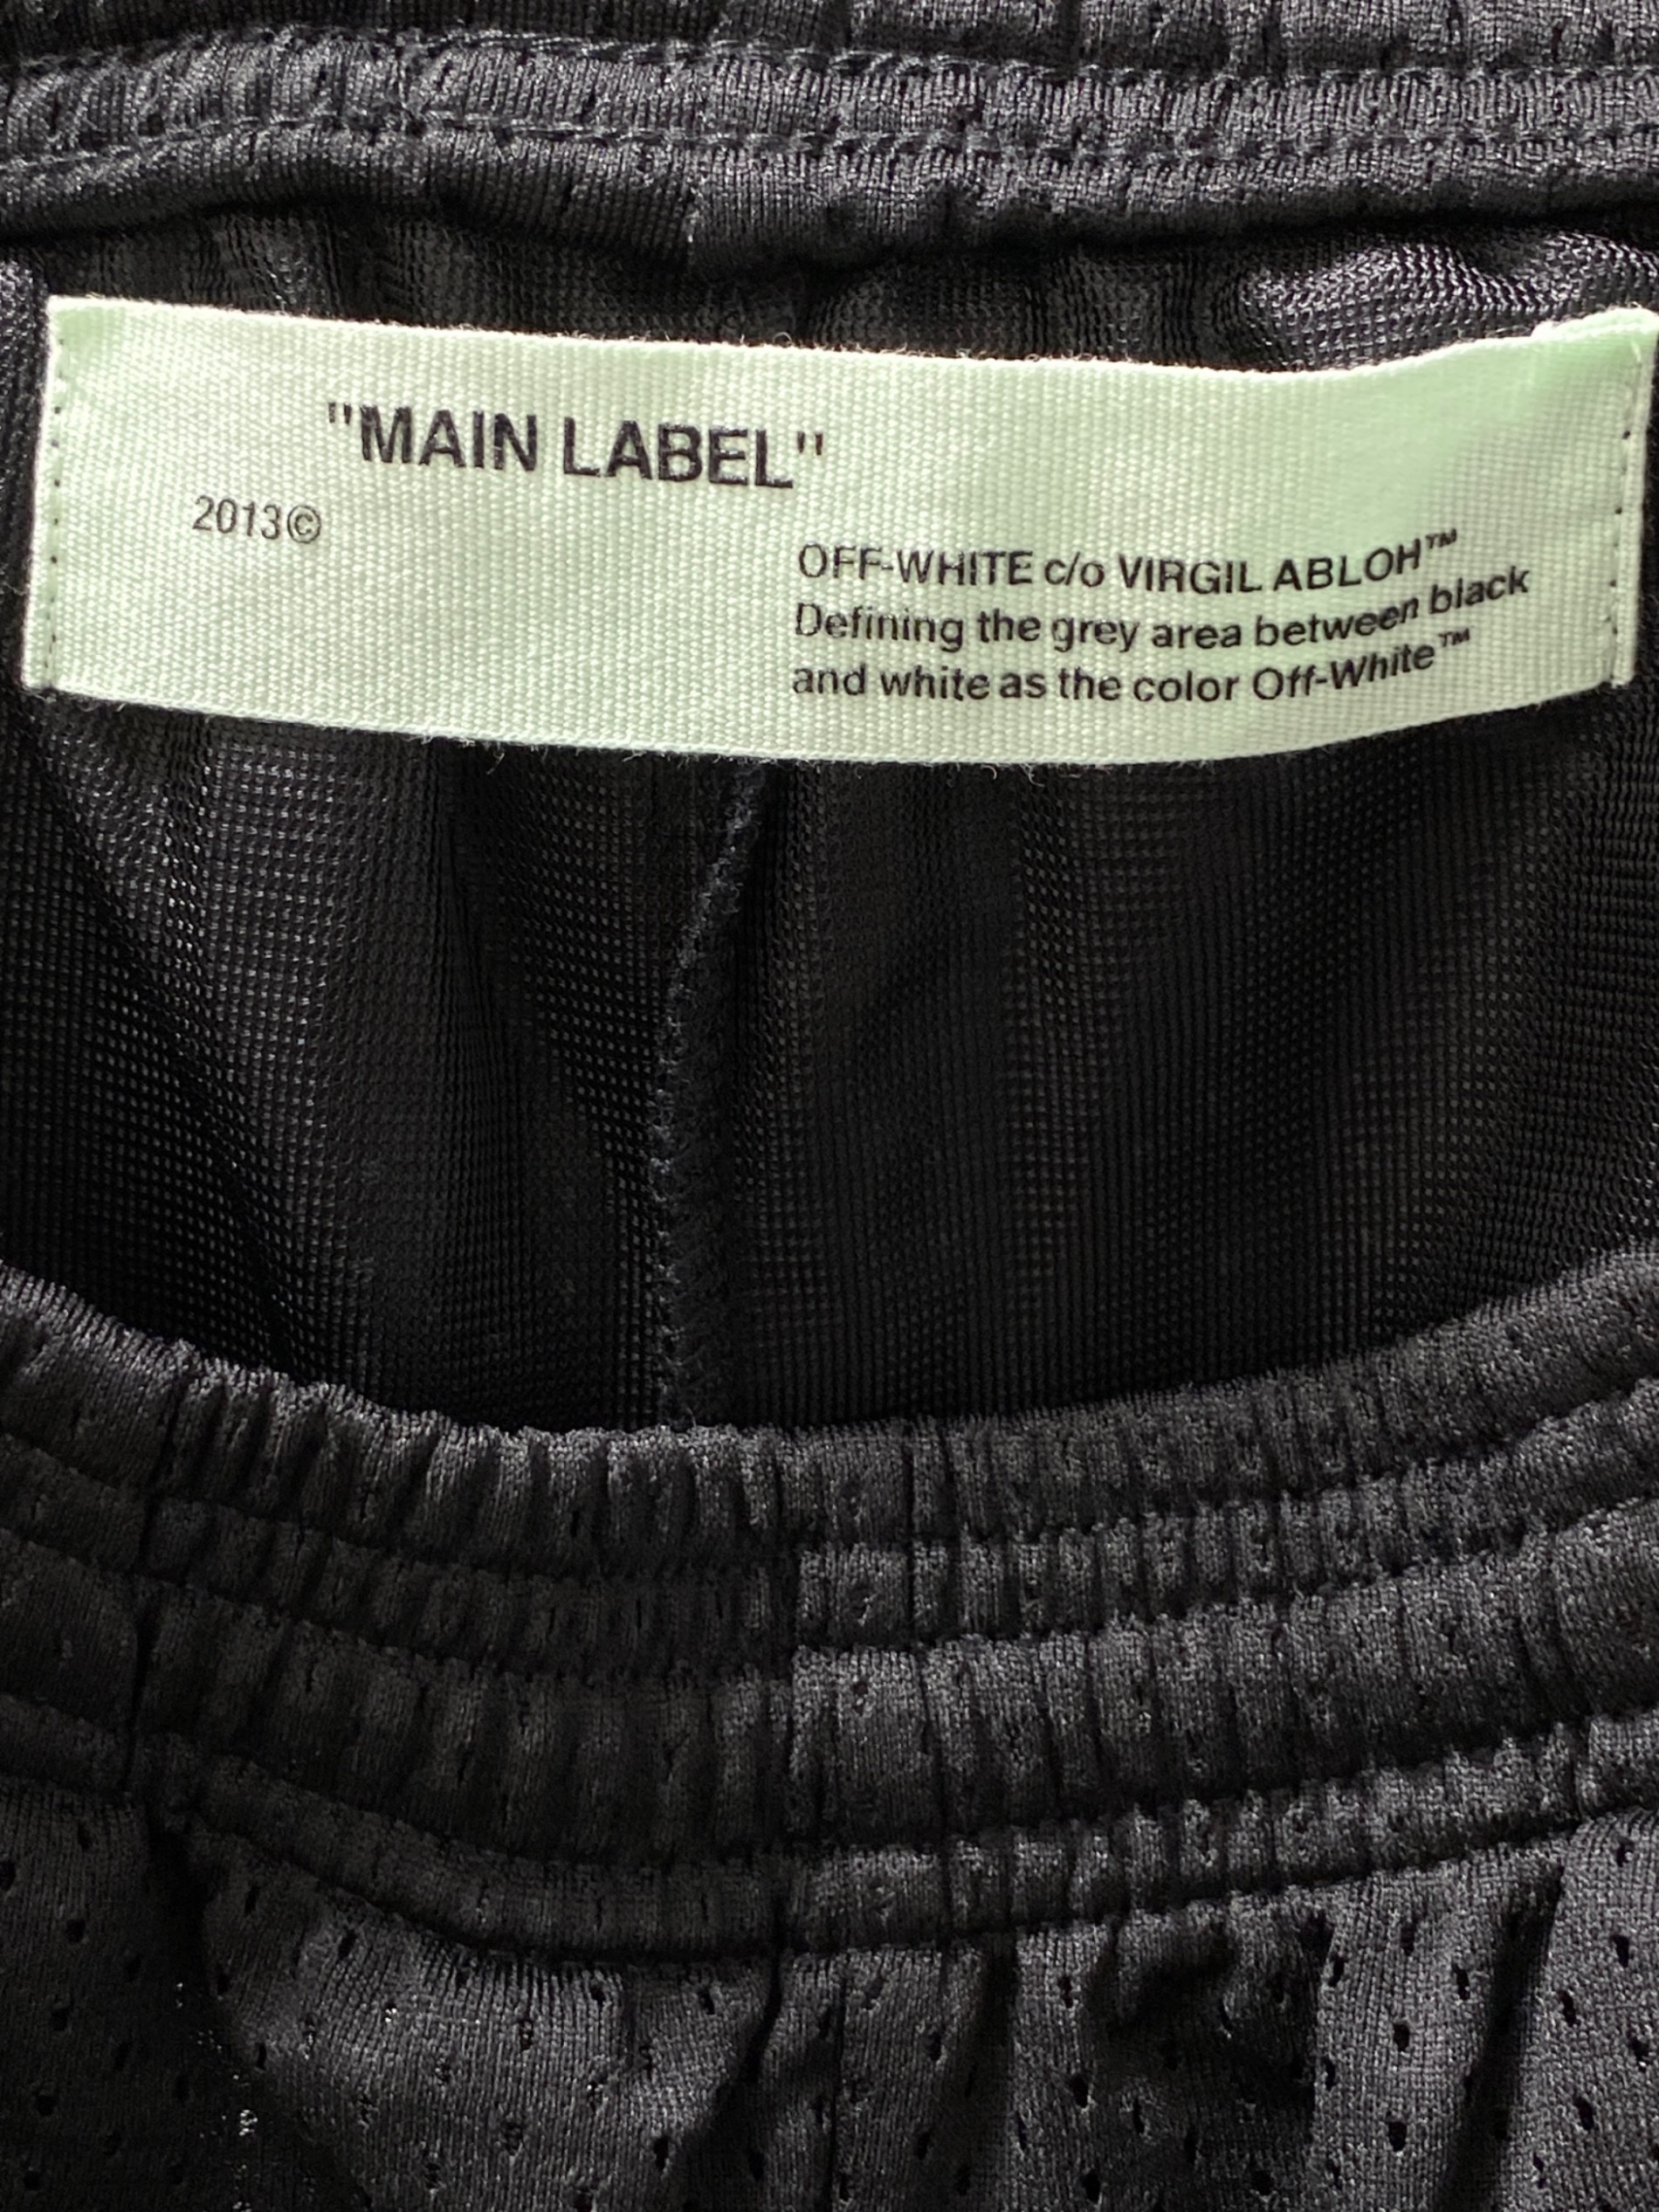 "MAIN LABEL"
2013©
OFF-WHITE c/o VIRGIL ABLOH™
Defining the grey area between black
and white as the color Off-White™